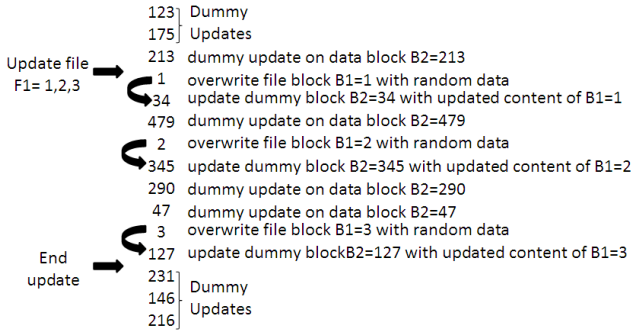 123 Dummy
175 Updates
213 dummy update on data block B2=213
Update file
F1= 1,2,3
1 overwrite file block B1=1 with random data
34 update dummy block B2=34 with updated content of B1=1
479 dummy update on data block B2=479
2 overwrite file block B1=2 with random data
345 update dummy block B2=345 with updated content of B1=2
290 dummy update on data block B2=290
47 dummy update on data block B2=47
3 overwrite file block B1=3 with random data
127 update dummy blockB2=127 with updated content of B1=3
End
update
231 Dummy
146 Updates
216